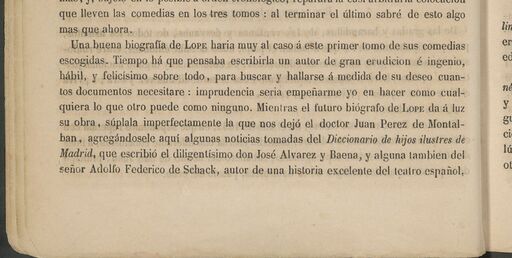 que lleven las comedias en los tres tomos : al terminar el último sabré de esto algo
mas que ahora.
Una buena biografía de LOPE haria muy al caso á este primer tomo de sus comedias
escogidas. Tiempo há que pensaba escribirla un autor de gran erudicion é ingenio,
hábil, y felicísimo sobre todo, para buscar y hallarse á medida de su deseo cuan-
tos documentos necesitare : imprudencia seria empeñarme yo en hacer como cual-
quiera lo que otro puede como ninguno. Mientras el futuro biógrafo de LOPE da á luz
su obra, súplala imperfectamente la que nos dejó el doctor Juan Perez de Montal-
ban, agregándosele aquí algunas noticias tomadas del Diccionario de hijos ilustres de
Madrid, que escribió el diligentísimo don José Alvarez y Baena, y alguna tambien del
señor Adolfo Federico de Schack, autor de una historia excelente del teatro español,